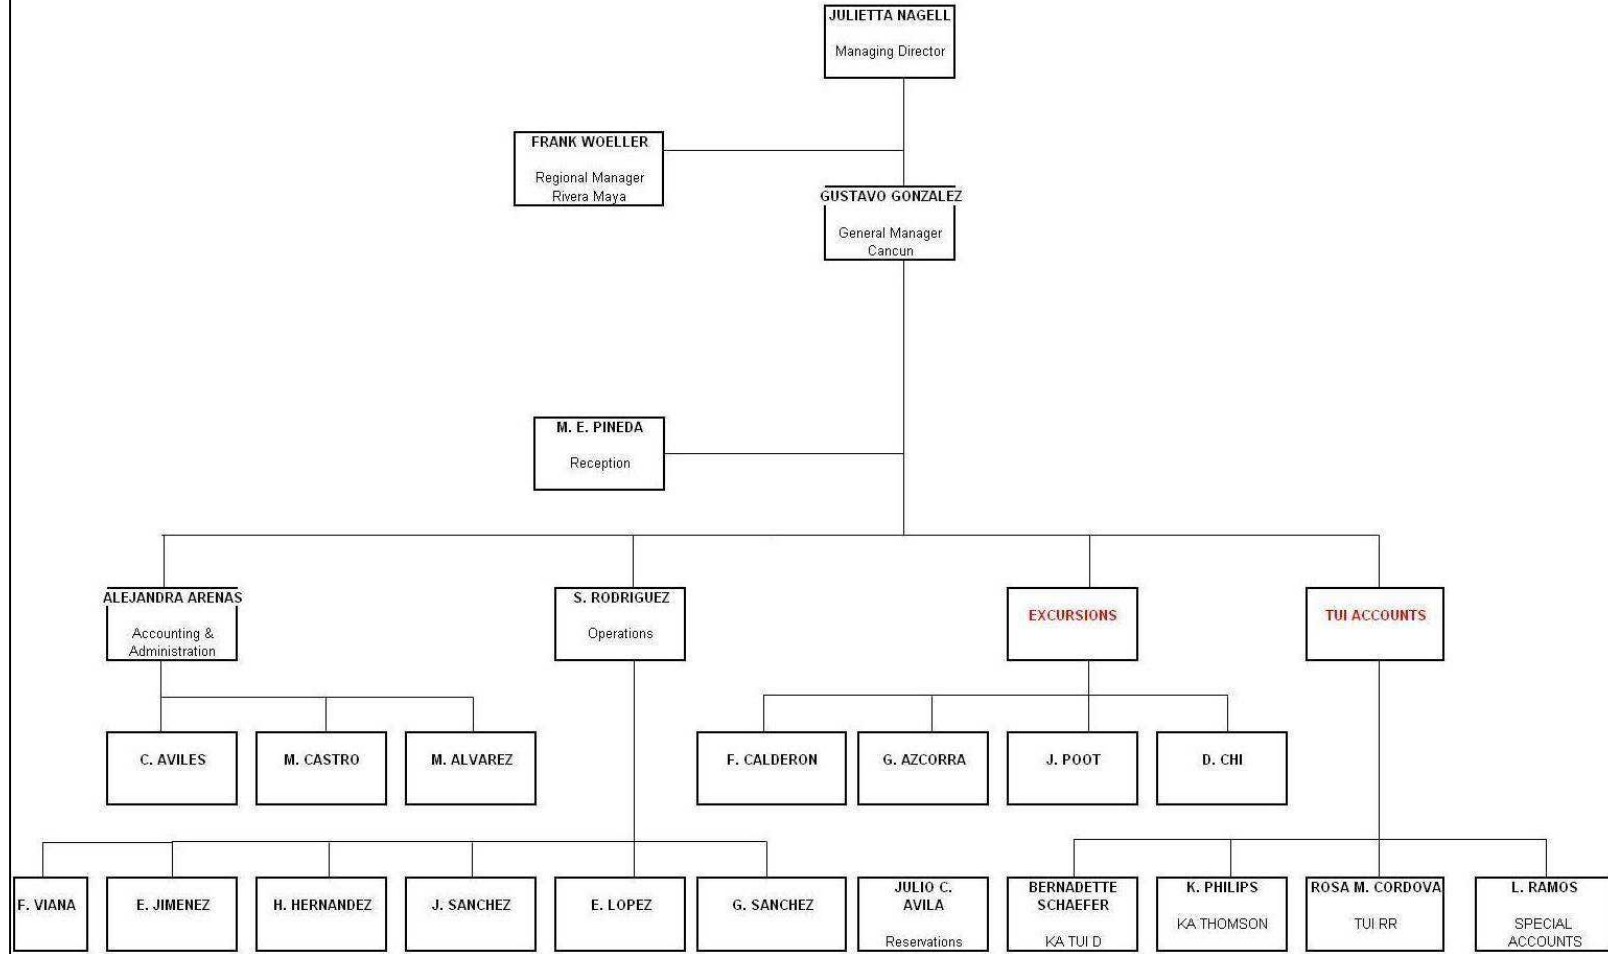 JULIETTA NAGELL
Managing Director
FRANK WOELLER
Regional Manager
Rivera Maya
GUSTAVO GONZALEZ
General Manager
Cancun
M. E. PINEDA
Reception
ALEJANDRA ARENAS
Accounting &
Administration
S. RODRIGUEZ
Operations
EXCURSIONS
TUI ACCOUNTS
C. AVILES
M. CASTRO
M. ALVAREZ
F. CALDERON
G. AZCORRA
J. POOT
D. CHI
F. VIANA
E. JIMENEZ
H. HERNANDEZ
J. SANCHEZ
E. LOPEZ
G. SANCHEZ
JULIO C.
AVILA
Reservations
BERNADETTE
SCHAEFER
KA TUI D
K. PHILIPS
KA THOMSON
ROSA M. CORDOVA
TUI RR
L. RAMOS
SPECIAL
ACCOUNTS